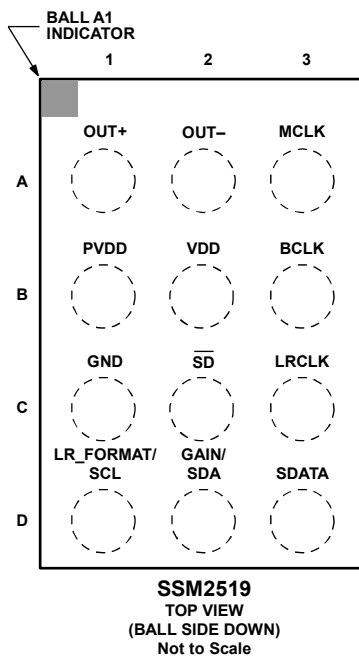 BALL A1
INDICATOR
1 2 3
OUT+ OUT– MCLK
A
PVDD VDD BCLK
B
GND SD LRCLK
C
LR_FORMAT/ GAIN/
SCL SDA SDATA
D
SSM2519
TOP VIEW
(BALL SIDE DOWN)
Not to Scale